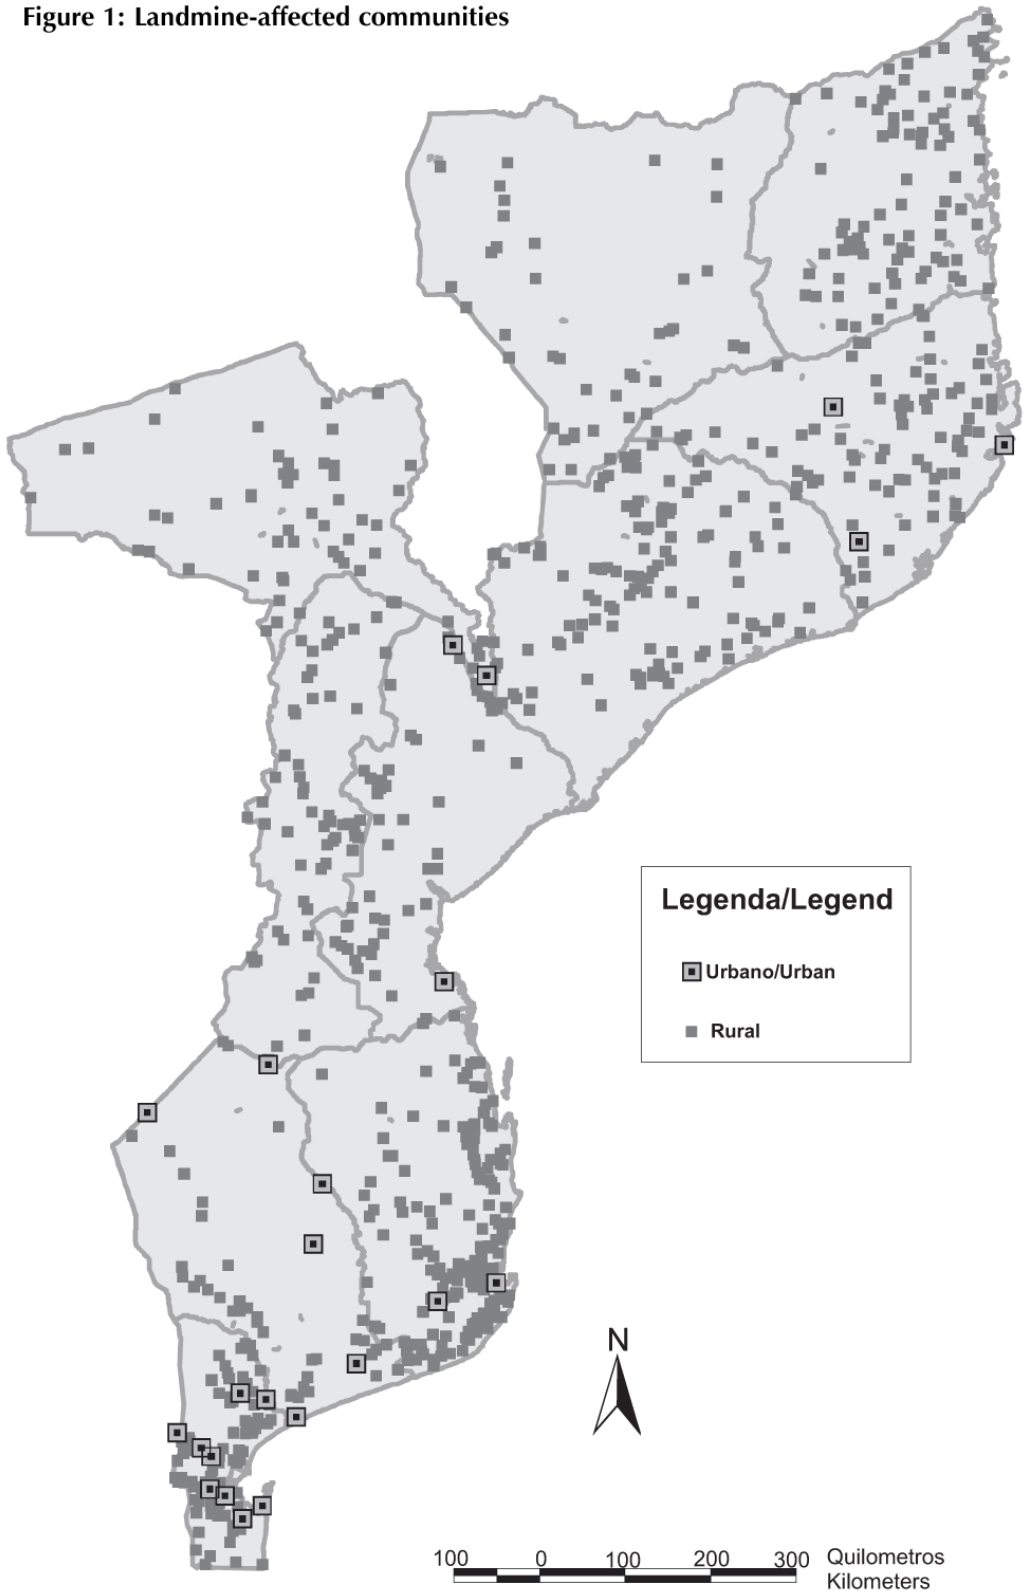 Figure 1: Landmine-affected communities
Legenda/Legend
Urbano/Urban
Rural
N
100 0 100 200 300 Quilometros
Kilometers